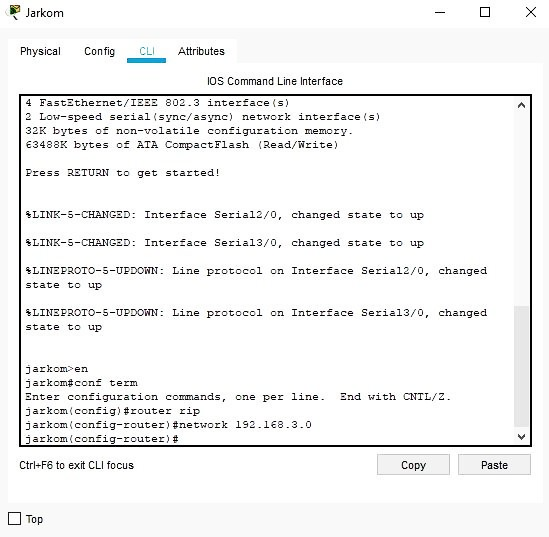 Jarkom
Physical Config CLI Attributes
IOS Command Line Interface
4 FastEthernet/IEEE 802.3 interface(s)
2 Low-speed serial(sync/async) network interface(s)
32K bytes of non-volatile configuration memory.
63488K bytes of ATA CompactFlash (Read/Write)
Press RETURN to get started!
%LINK-5-CHANGED: Interface Serial2/0, changed state to up
%LINK-5-CHANGED: Interface Serial3/0, changed state to up
%LINEPROTO-5-UPDOWN: Line protocol on Interface Serial2/0, changed
state to up
%LINEPROTO-5-UPDOWN: Line protocol on Interface Serial3/0, changed
state to up
jarkom>en
jarkom#conf term
Enter configuration commands, one per line.  End with CNTL/Z.
jarkom(config)#router rip
jarkom(config-router)#network 192.168.3.0
jarkom(config-router)#
Ctrl+F6 to exit CLI focus
Copy Paste
Top